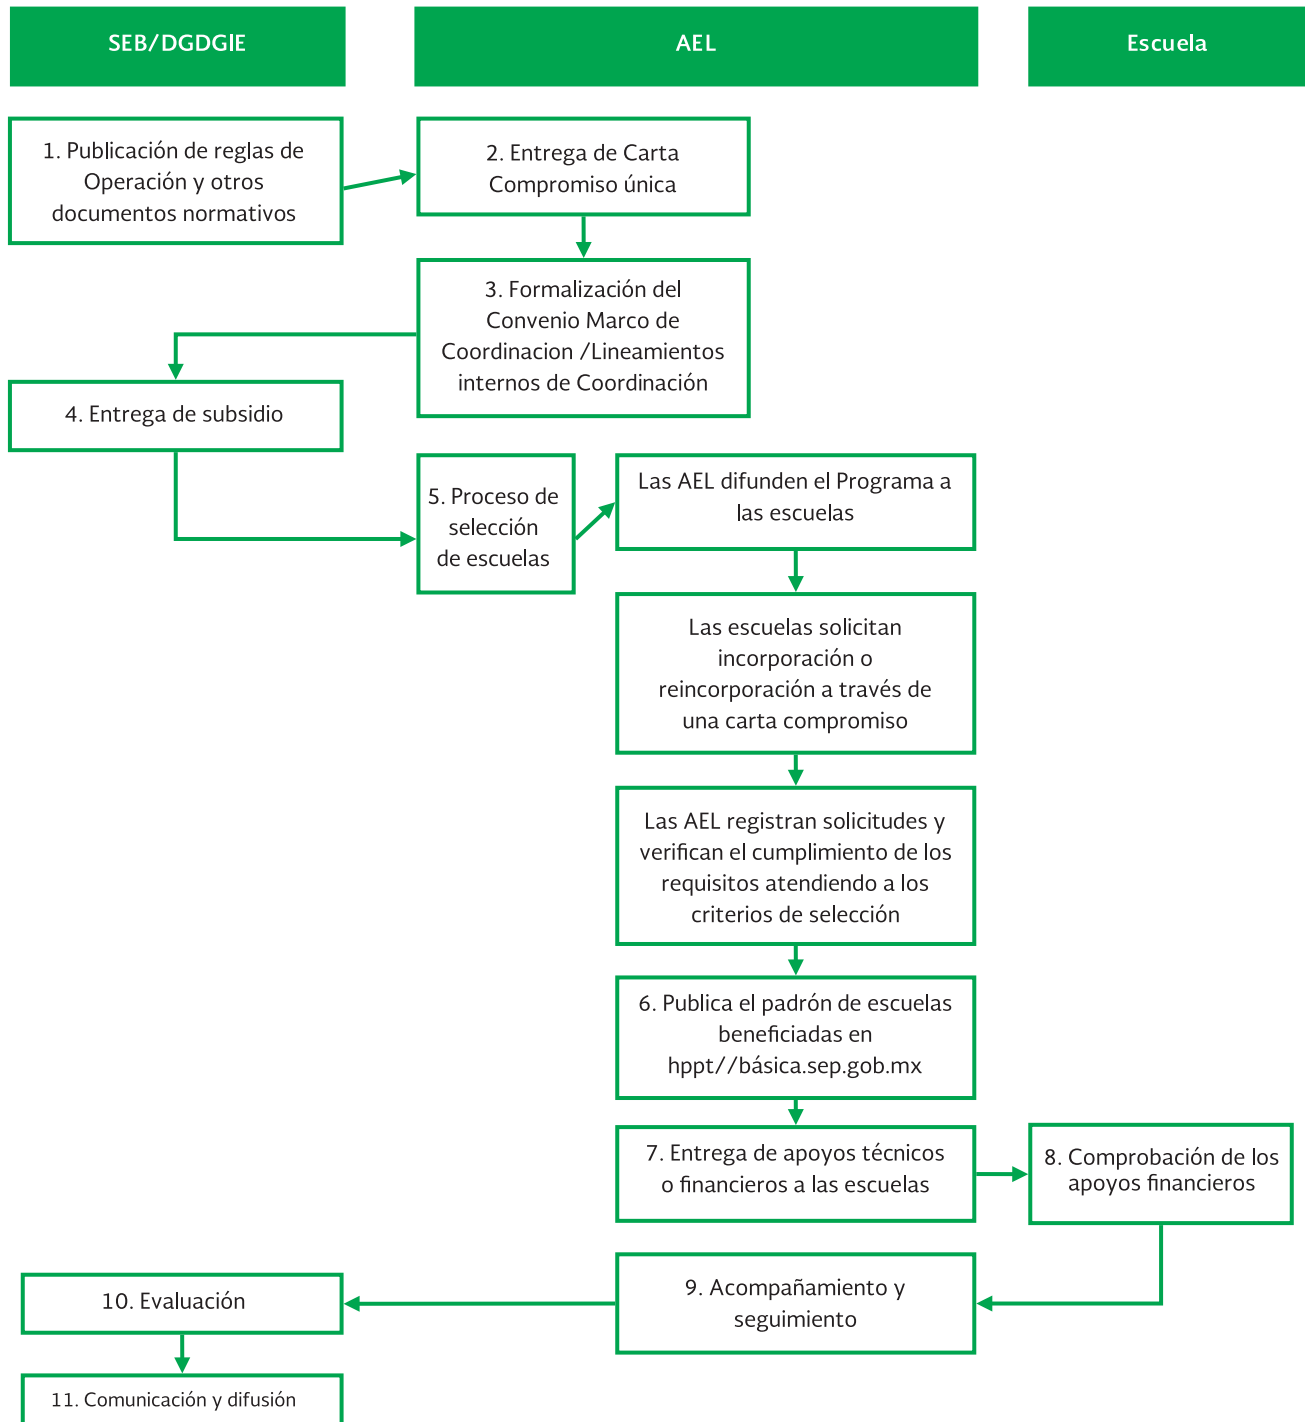 SEB/DGDGIE
AEL
Escuela
1. Publicación de reglas de
Operación y otros
documentos normativos
2. Entrega de Carta
Compromiso única
3. Formalización del
Convenio Marco de
Coordinacion /Lineamientos
internos de Coordinación
4. Entrega de subsidio
5. Proceso de
selección
de escuelas
Las AEL difunden el Programa a
las escuelas
Las escuelas solicitan
incorporación o
reincorporación a través de
una carta compromiso
Las AEL registran solicitudes y
verifican el cumplimiento de los
requisitos atendiendo a los
criterios de selección
6. Publica el padrón de escuelas
beneficiadas en
hppt//básica.sep.gob.mx
7. Entrega de apoyos técnicos
o financieros a las escuelas
8. Comprobación de los
apoyos financieros
9. Acompañamiento y
seguimiento
10. Evaluación
11. Comunicación y difusión